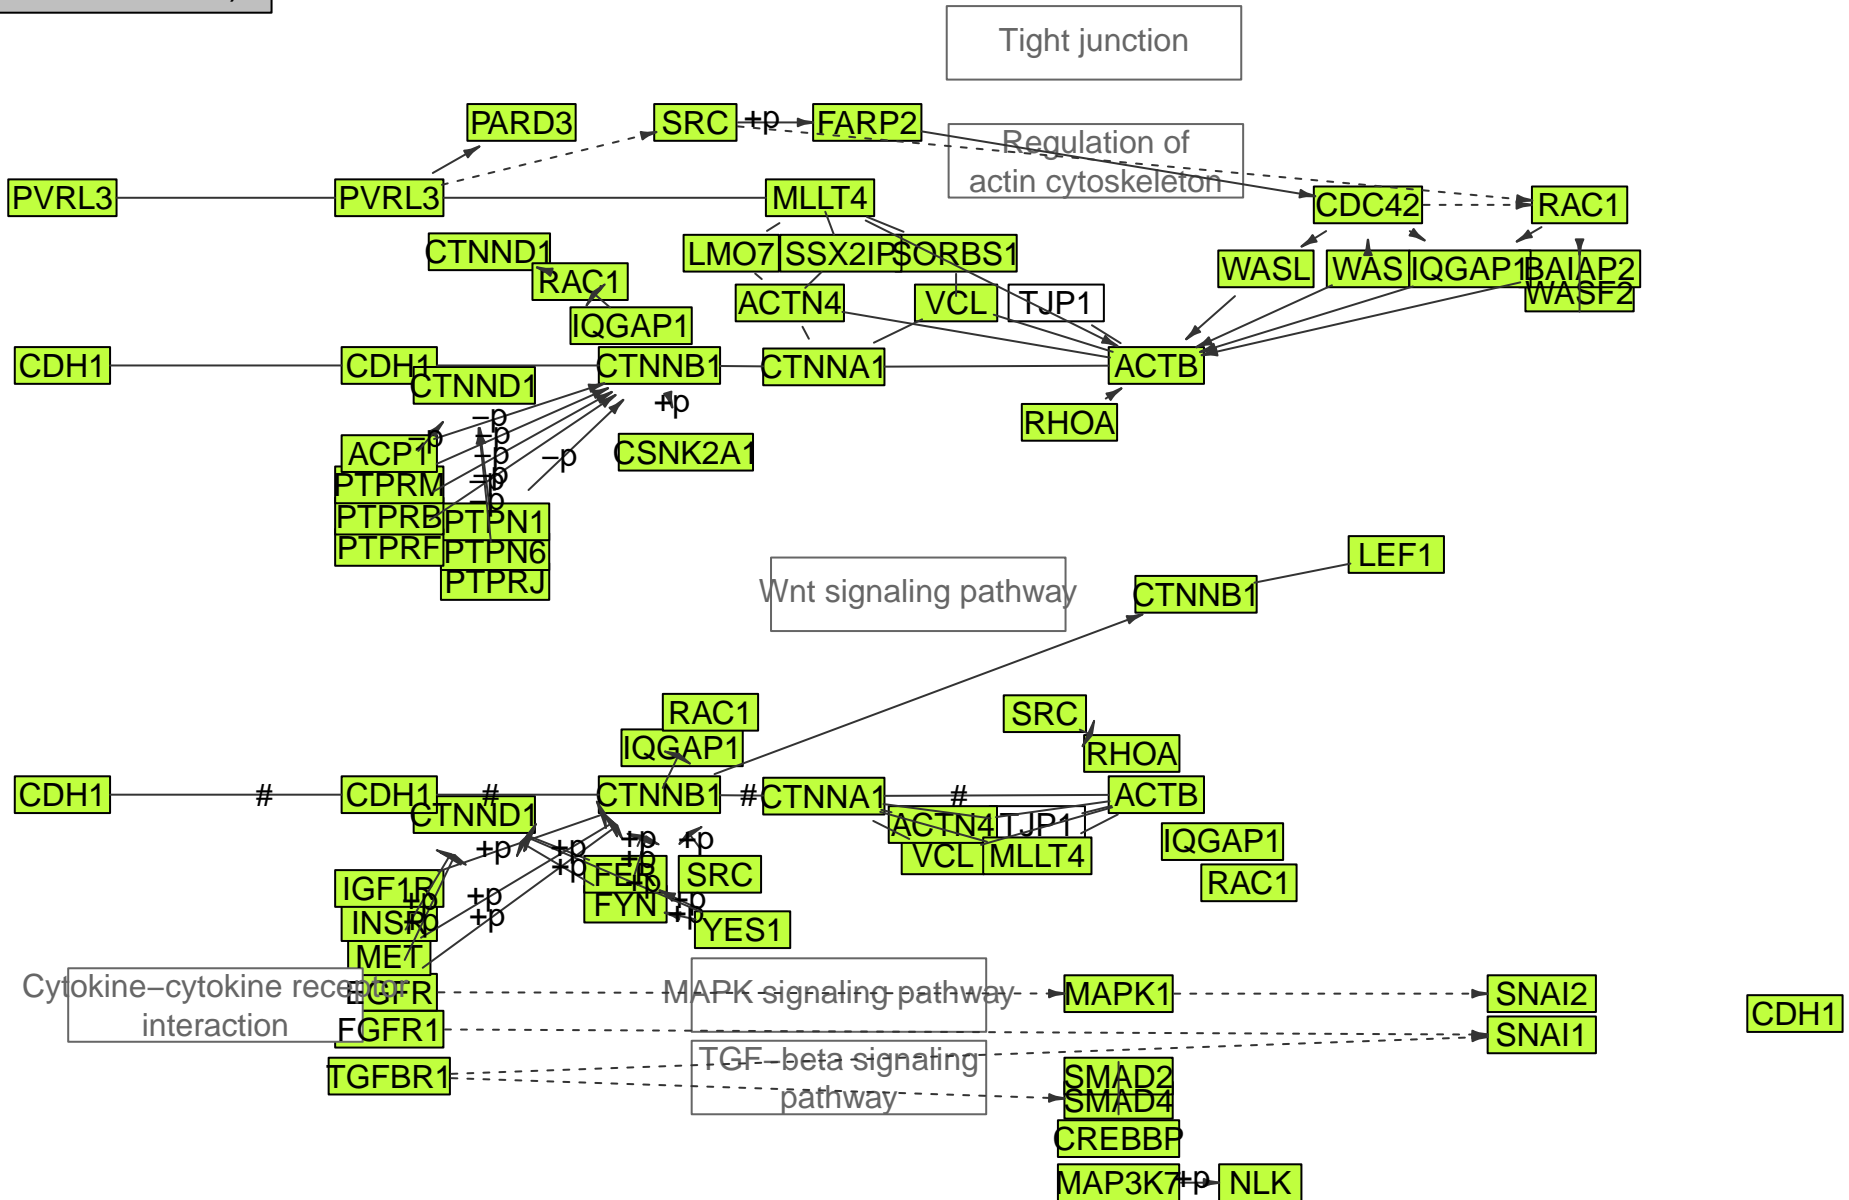 Tight junction
PARD3
SRC
+p
FARP2
Regulation of
actin cytoskeleton
PVRL3
PVRL3
MLLT4
CDC42
RAC1
CTNND1
LMO7
SSX2IP
SORBS1
RAC1
WASL
WAS
IQGAP1
BAIAP2
WASF2
ACTN4
VCL
TJP1
IQGAP1
CDH1
CDH1
CTNNB1
CTNNA1
ACTB
CTNND1
+p
–p
RHOA
–p
–p
ACP1
–p
–p
CSNK2A1
–p
–p
PTPRM
–p
PTPRB
PTPN1
PTPRF
PTPN6
PTPRJ
LEF1
Wnt signaling pathway
CTNNB1
RAC1
SRC
IQGAP1
RHOA
CDH1
#
CDH1
#
CTNNB1
#
CTNNA1
#
ACTB
CTNND1
ACTN4
TJP1
+p
+p
IQGAP1
+p
+p
+p
VCL
MLLT4
+p
FER
SRC
RAC1
+p
IGF1R
+p
+p
+p
FYN
+p
INSR
+p
+p
YES1
MET
Cytokine–cytokine receptor
interaction
EGFR
MAPK signaling pathway
MAPK1
SNAI2
CDH1
FGFR1
SNAI1
TGF–beta signaling
pathway
TGFBR1
SMAD2
SMAD4
CREBBP
MAP3K7
+p
NLK